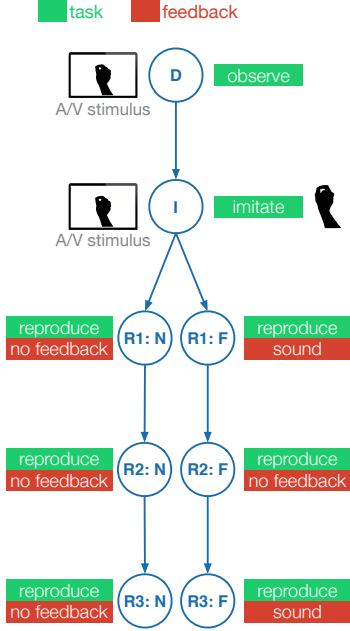 task feedback
D observe
A/V stimulus
I imitate
A/V stimulus
reproduce R1: N R1: F reproduce
no feedback sound
reproduce R2: N R2: F reproduce
no feedback no feedback
reproduce R3: N R3: F reproduce
no feedback sound